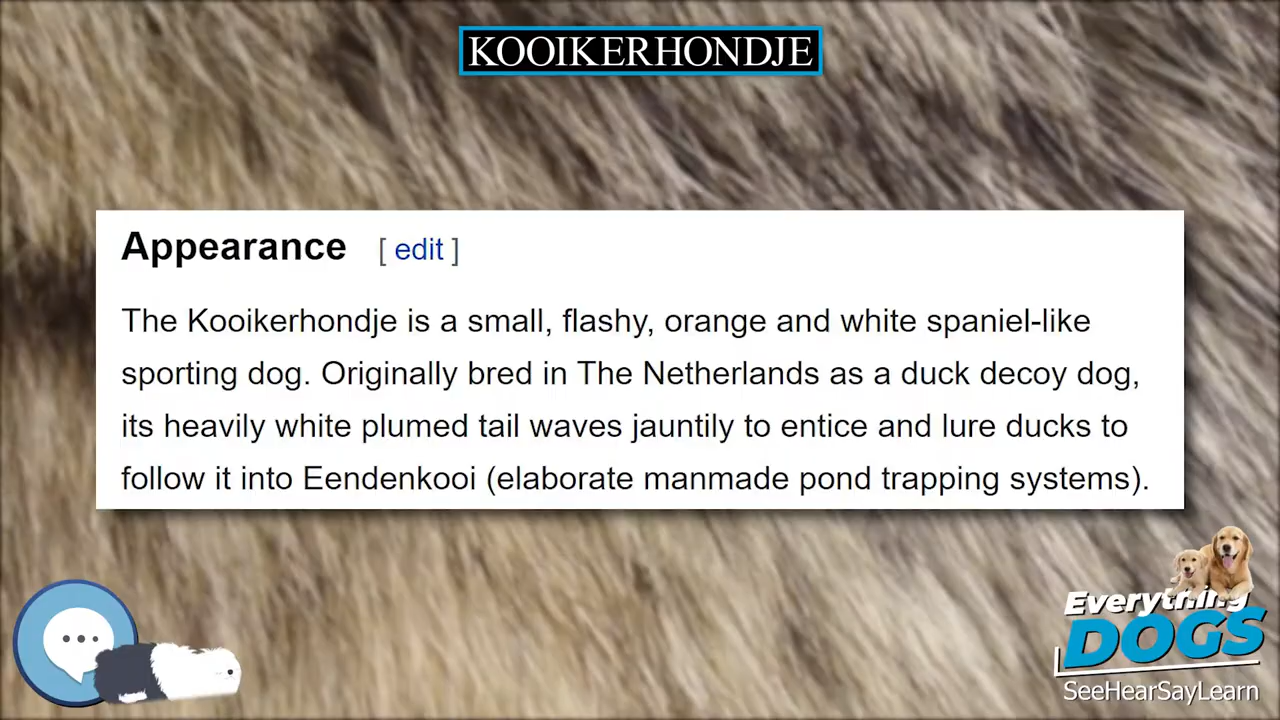 KOOIKERHONDJE
Appearance [ edit ]
The Kooikerhondje is a small, flashy, orange and white spaniel-like
sporting dog. Originally bred in The Netherlands as a duck decoy dog,
its heavily white plumed tail waves jauntily to entice and lure ducks to
follow it into Eendenkooi (elaborate manmade pond trapping systems).
Everything
DOGS
SeeHearSayLearn